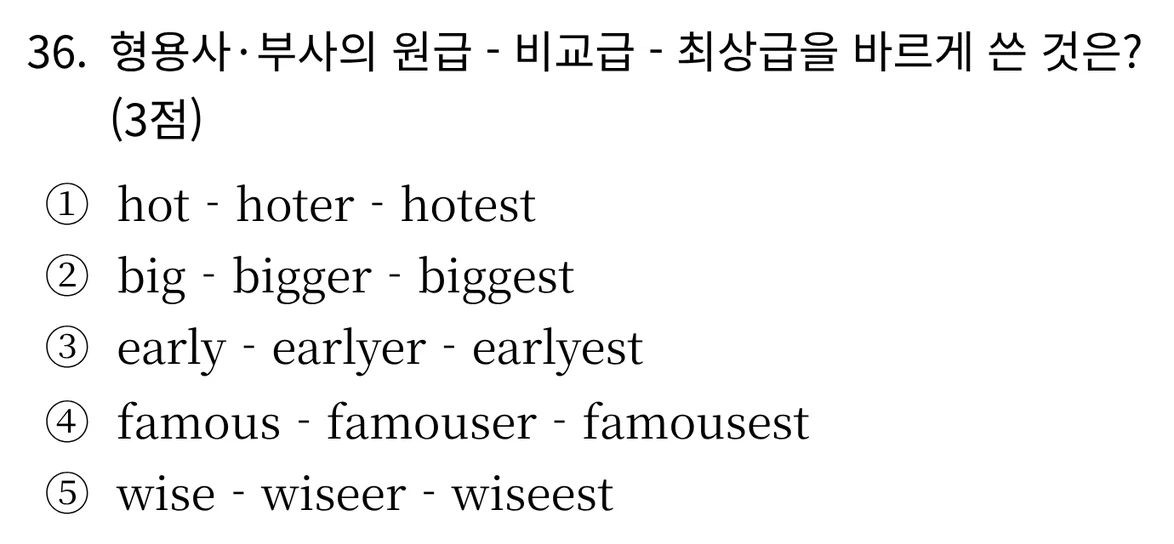 36. 형용사·부사의 원급 - 비교급 - 최상급을 바르게 쓴 것은?
(3점)
① hot - hoter - hotest
② big - bigger - biggest
③ early - earlyer - earlyest
④ famous - famouser - famousest
⑤ wise - wiseer - wiseest